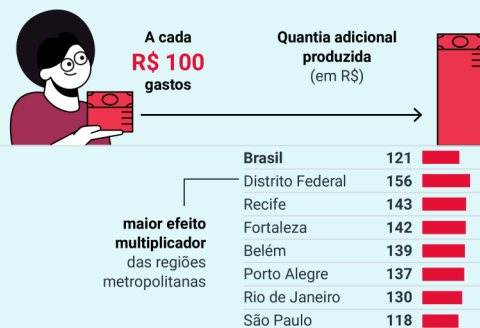 A cada
R$ 100
gastos
Quantia adicional
produzida
(em R$)
Brasil 121
Distrito Federal 156
Recife 143
Fortaleza 142
Belém 139
Porto Alegre 137
Rio de Janeiro 130
São Paulo 118
maior efeito
multiplicador
das regiões
metropolitanas